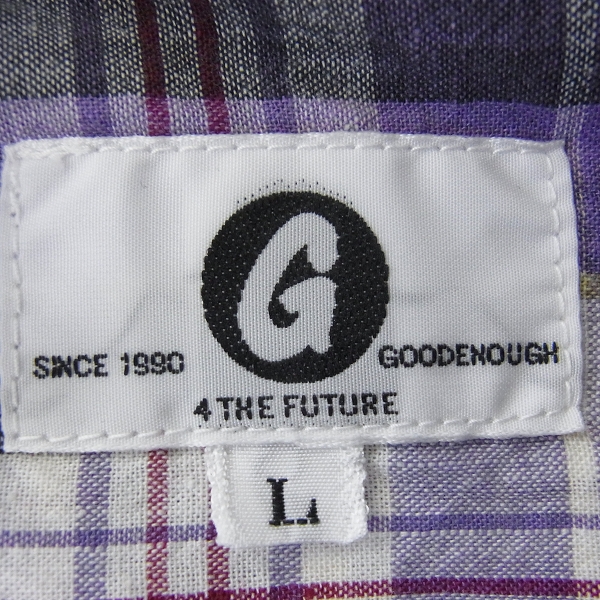 G
SINCE 1990
GOODENOUGH
4 THE FUTURE
L